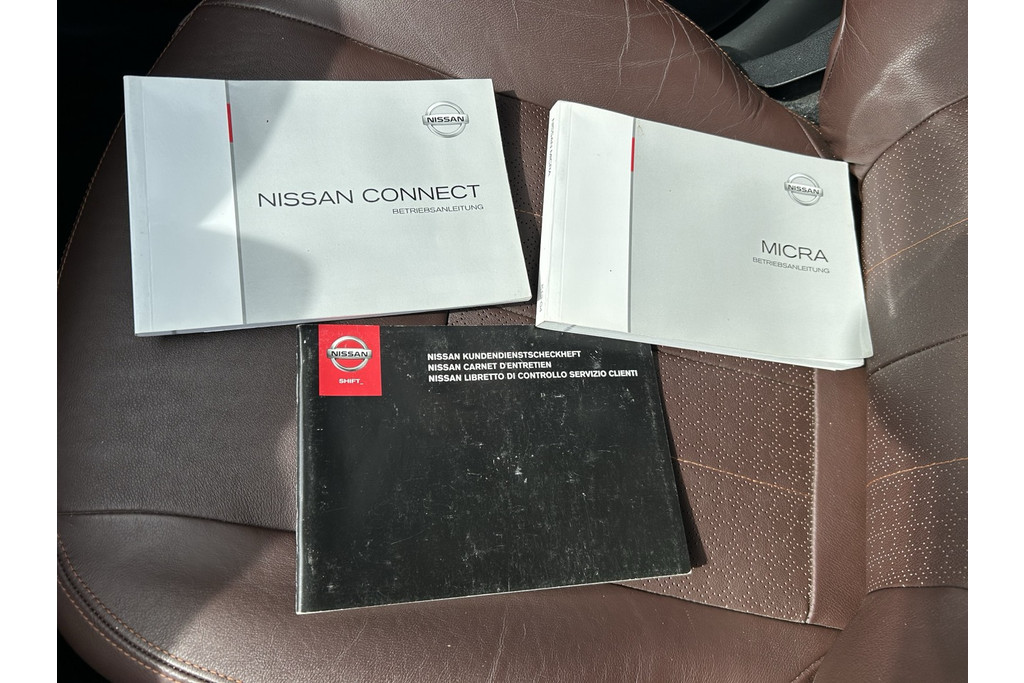 NISSAN
NISSAN CONNECT
BETRIEBSANLEITUNG
NISSAN
MICRA
BETRIEBSANLEITUNG
NISSAN
SHIFT_
NISSAN KUNDENDIENSTSCHECKHEFT
NISSAN CARNET D'ENTRETIEN
NISSAN LIBRETTO DI CONTROLLO SERVIZIO CLIENTI